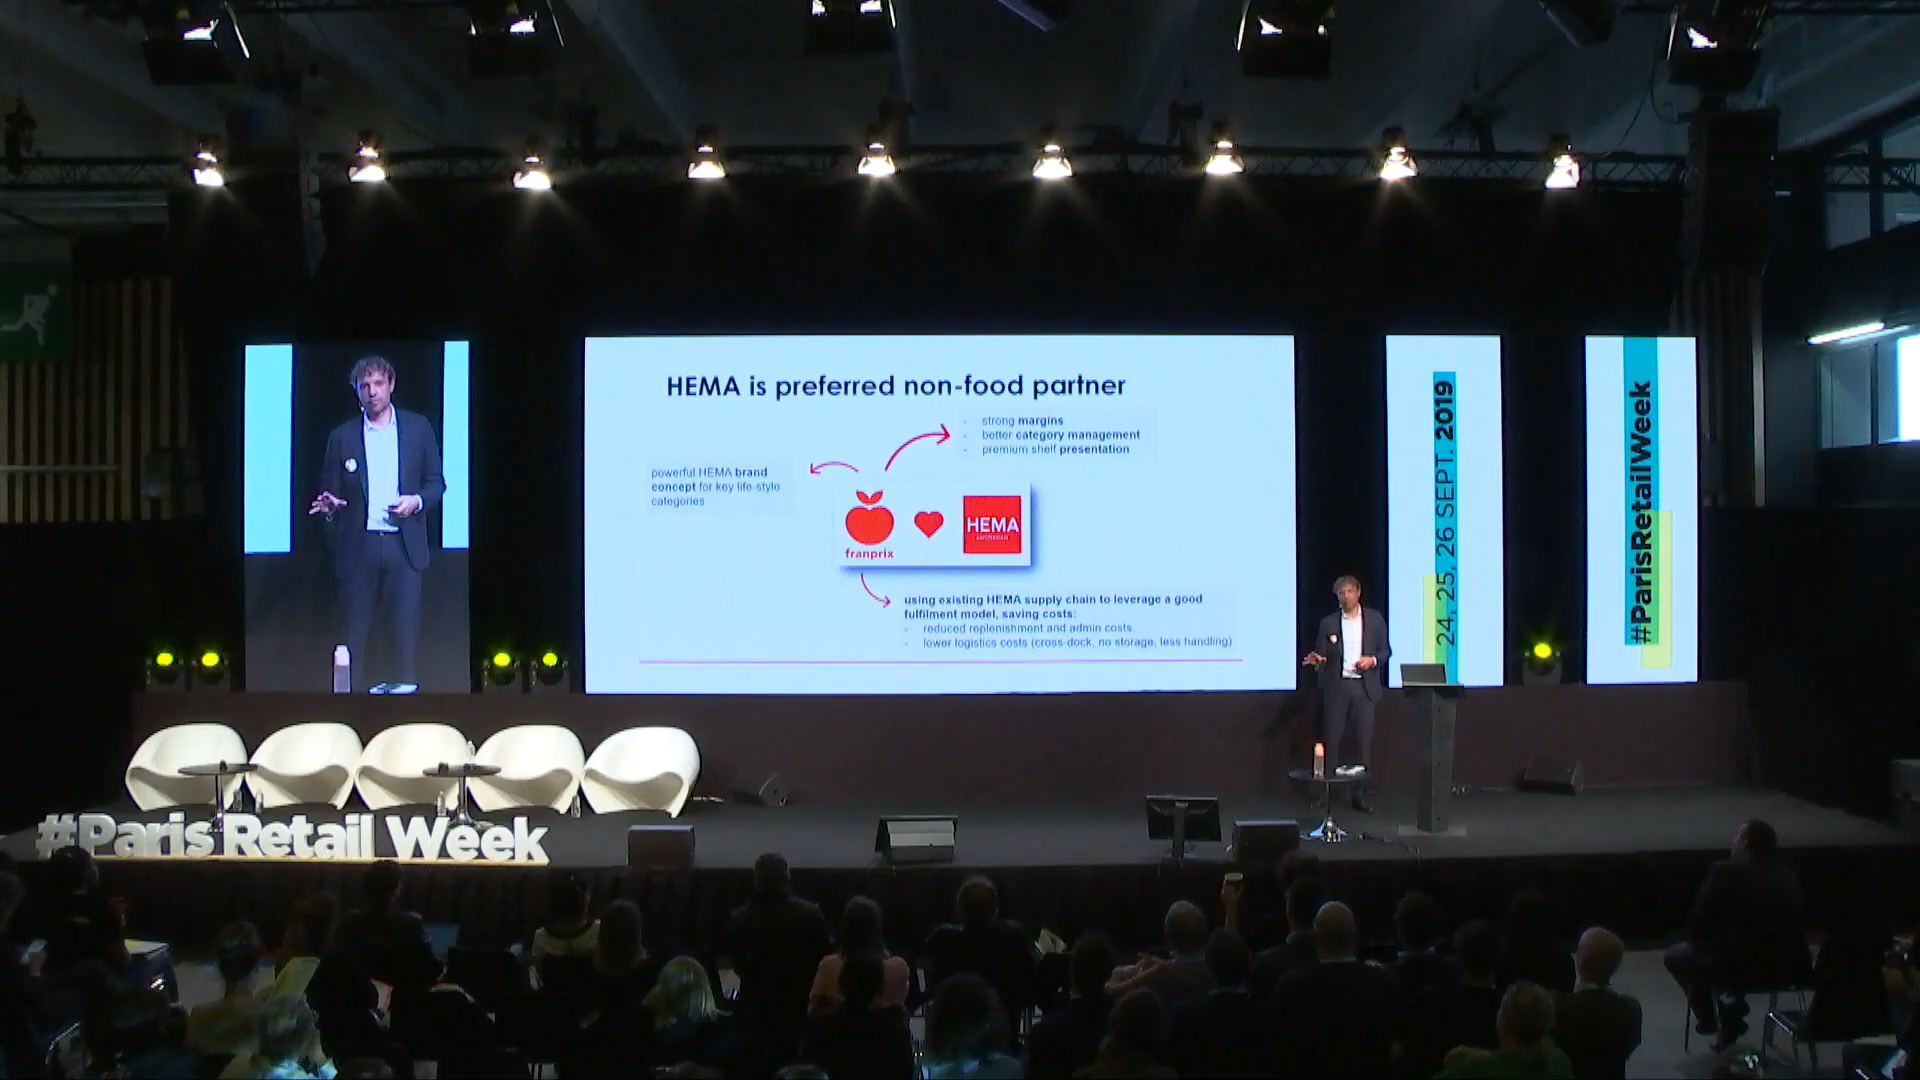 HEMA is preferred non-food partner
- strong margins
- better category management
- premium shelf presentation
powerful HEMA brand
concept for key life-style
categories
franprix
HEMA
using existing HEMA supply chain to leverage a good
fulfilment model, saving costs:
- reduced replenishment and admin costs
- lower logistics costs (cross-dock, no storage, less handling)
24, 25, 26 SEPT. 2019
#ParisRetailWeek
#Paris Retail Week